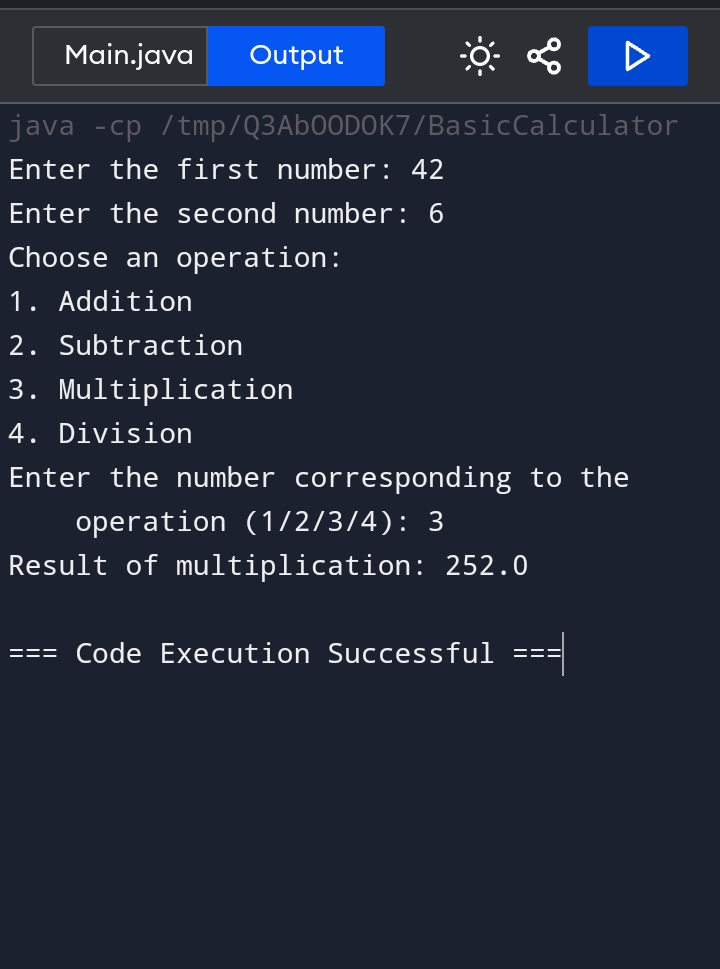 Main.java Output
java -cp /tmp/Q3AbOODOK7/BasicCalculator
Enter the first number: 42
Enter the second number: 6
Choose an operation:
1. Addition
2. Subtraction
3. Multiplication
4. Division
Enter the number corresponding to the
operation (1/2/3/4): 3
Result of multiplication: 252.0
=== Code Execution Successful ===